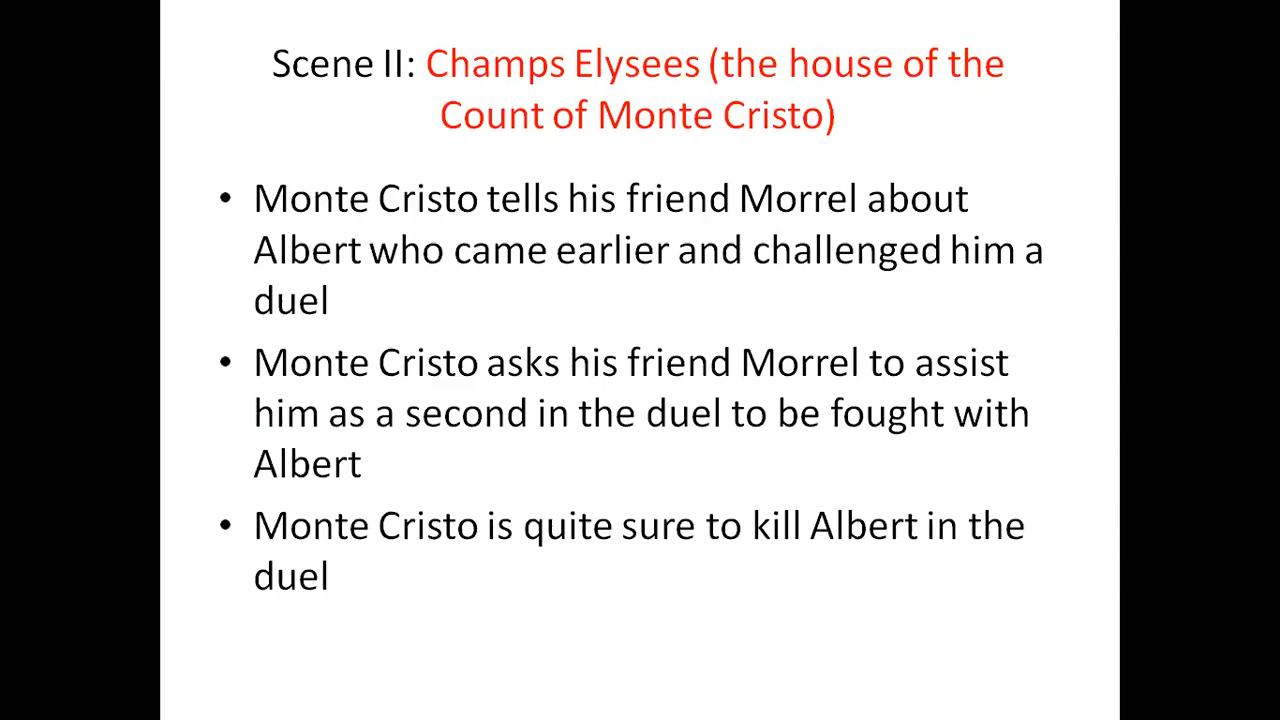 Scene II: Champs Elysees (the house of the
Count of Monte Cristo)
• Monte Cristo tells his friend Morrel about
Albert who came earlier and challenged him a
duel
• Monte Cristo asks his friend Morrel to assist
him as a second in the duel to be fought with
Albert
• Monte Cristo is quite sure to kill Albert in the
duel